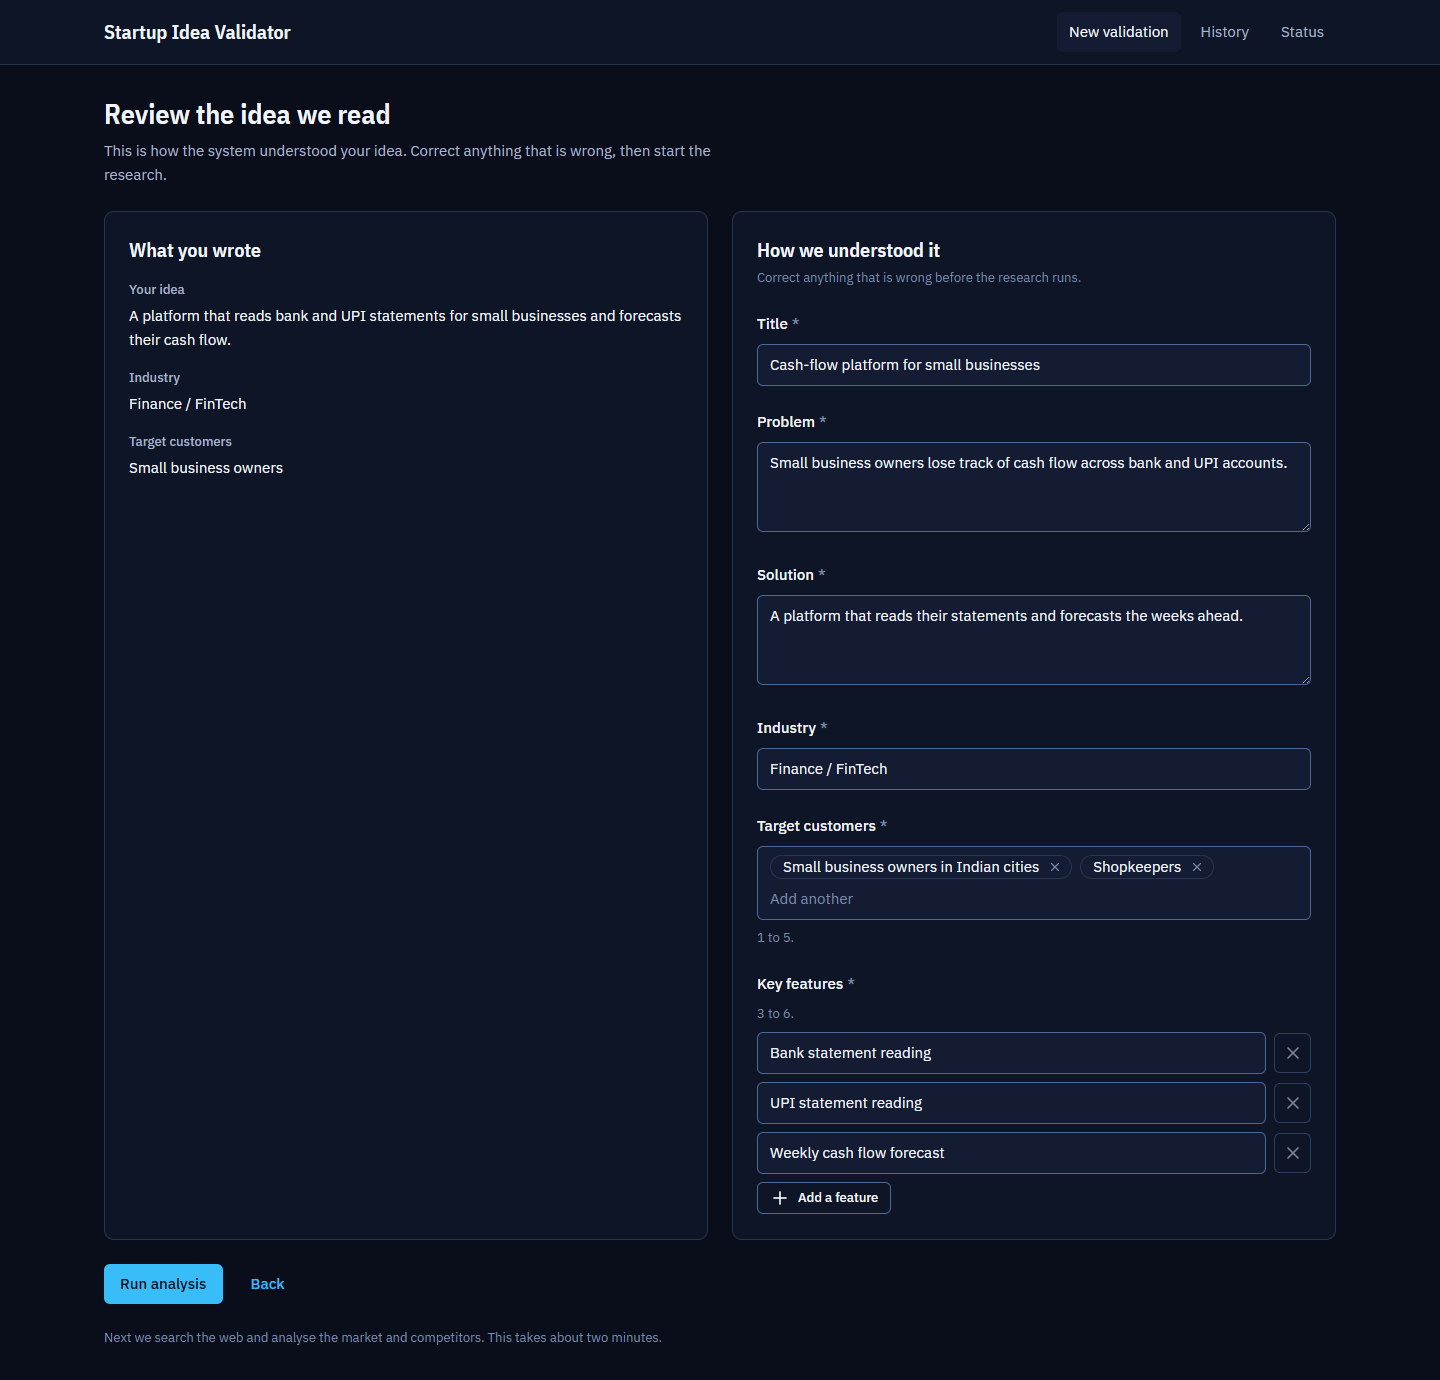 Startup Idea Validator
New validation
History
Status
Review the idea we read
This is how the system understood your idea. Correct anything that is wrong, then start the
research.
What you wrote
Your idea
A platform that reads bank and UPI statements for small businesses and forecasts
their cash flow.
Industry
Finance / FinTech
Target customers
Small business owners
How we understood it
Correct anything that is wrong before the research runs.
Title *
Cash-flow platform for small businesses
Problem *
Small business owners lose track of cash flow across bank and UPI accounts.
Solution *
A platform that reads their statements and forecasts the weeks ahead.
Industry *
Finance / FinTech
Target customers *
Small business owners in Indian cities
Shopkeepers
Add another
1 to 5.
Key features *
3 to 6.
Bank statement reading
UPI statement reading
Weekly cash flow forecast
Add a feature
Run analysis
Back
Next we search the web and analyse the market and competitors. This takes about two minutes.